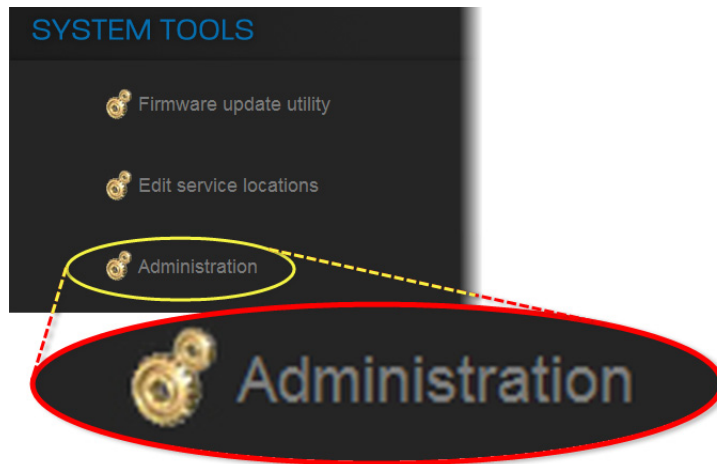 SYSTEM TOOLS
Firmware update utility
Edit service locations
Administration
Administration